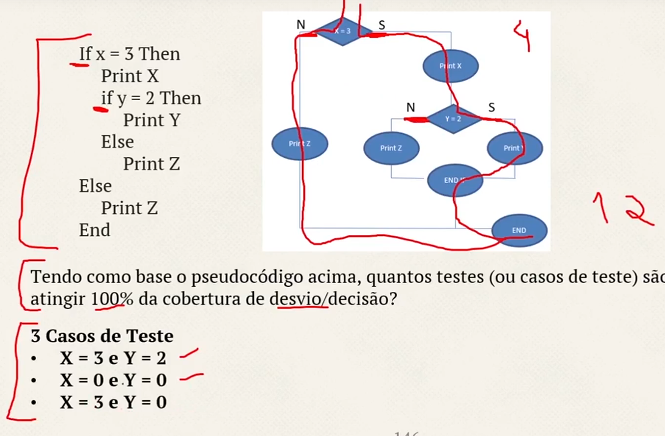 If x = 3 Then
Print X
if y = 2 Then
Print Y
Else
Print Z
Else
Print Z
End
N
X = 3
S
4
Print X
N
Y = 2
S
Print Z
Print Z
Print
END
END
12
Tendo como base o pseudocódigo acima, quantos testes (ou casos de teste) são
atingir 100% da cobertura de desvio/decisão?
3 Casos de Teste
• X = 3 e Y = 2
• X = 0 e Y = 0
• X = 3 e Y = 0